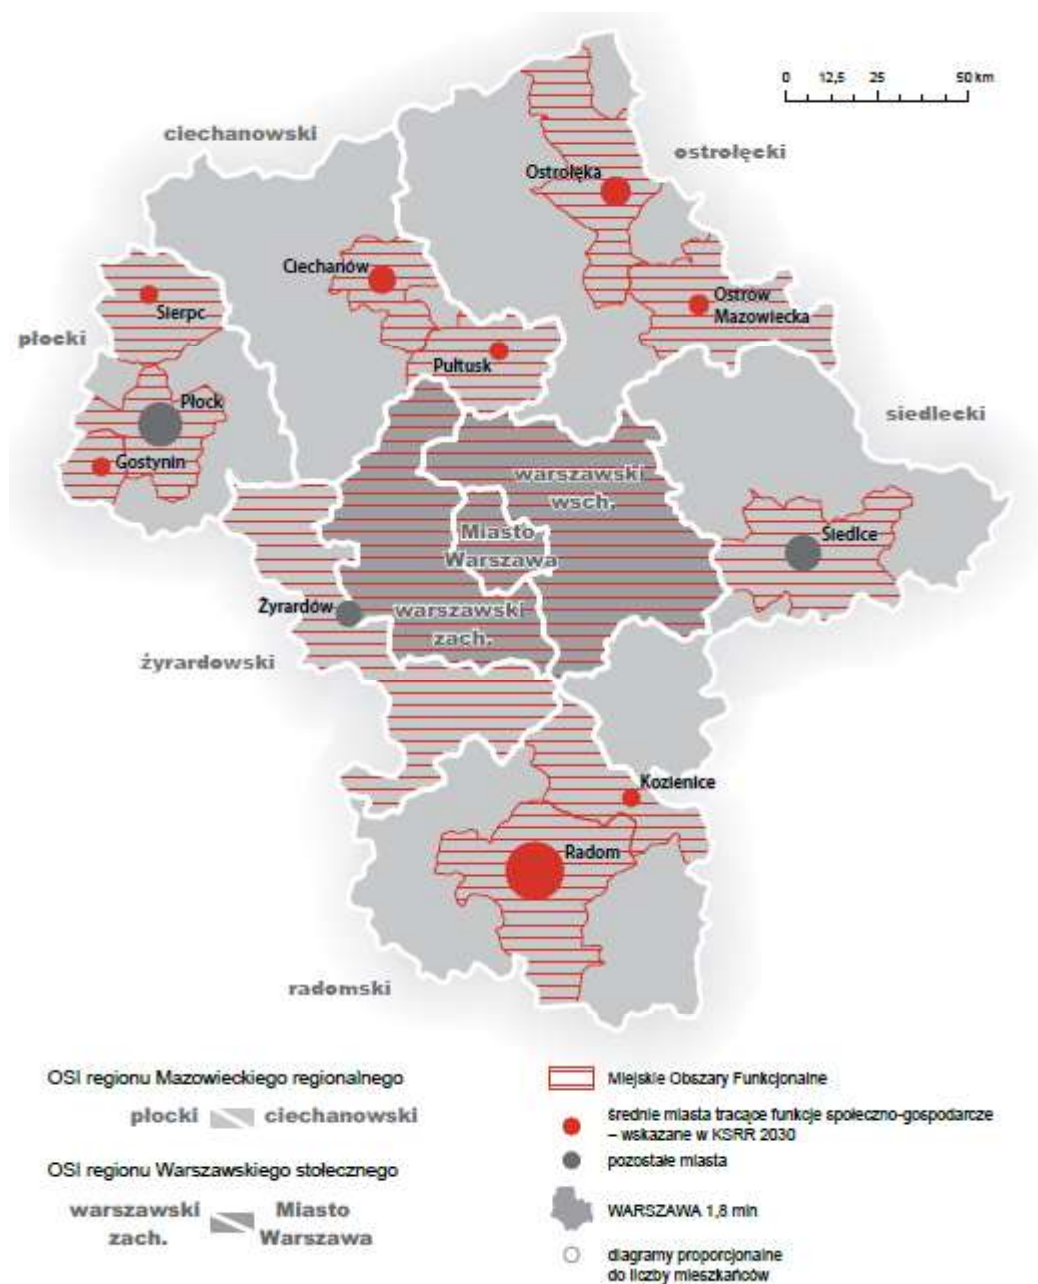 0 12,5 25 50 km
ciechanowski
ostrołęcki
Ostrołęka
Ciechanów
Ostrów
Mazowiecka
Sierpc
płocki
Pułtusk
Płock
siedlecki
Gostynin
warszawski
wsch.
Miasto
Warszawa
Siedlce
Żyrardów
warszawski
zach.
żyrardowski
Kozienice
Radom
radomski
OSI regionu Mazowieckiego regionalnego
płocki ciechanowski
OSI regionu Warszawskiego stołecznego
warszawski
zach.
Miasto
Warszawa
Miejskie Obszary Funkcjonalne
średnie miasta tracące funkcje społeczno-gospodarcze
– wskazane w KSRR 2030
pozostałe miasta
WARSZAWA 1,8 mln
diagramy proporcjonalne
do liczby mieszkańców